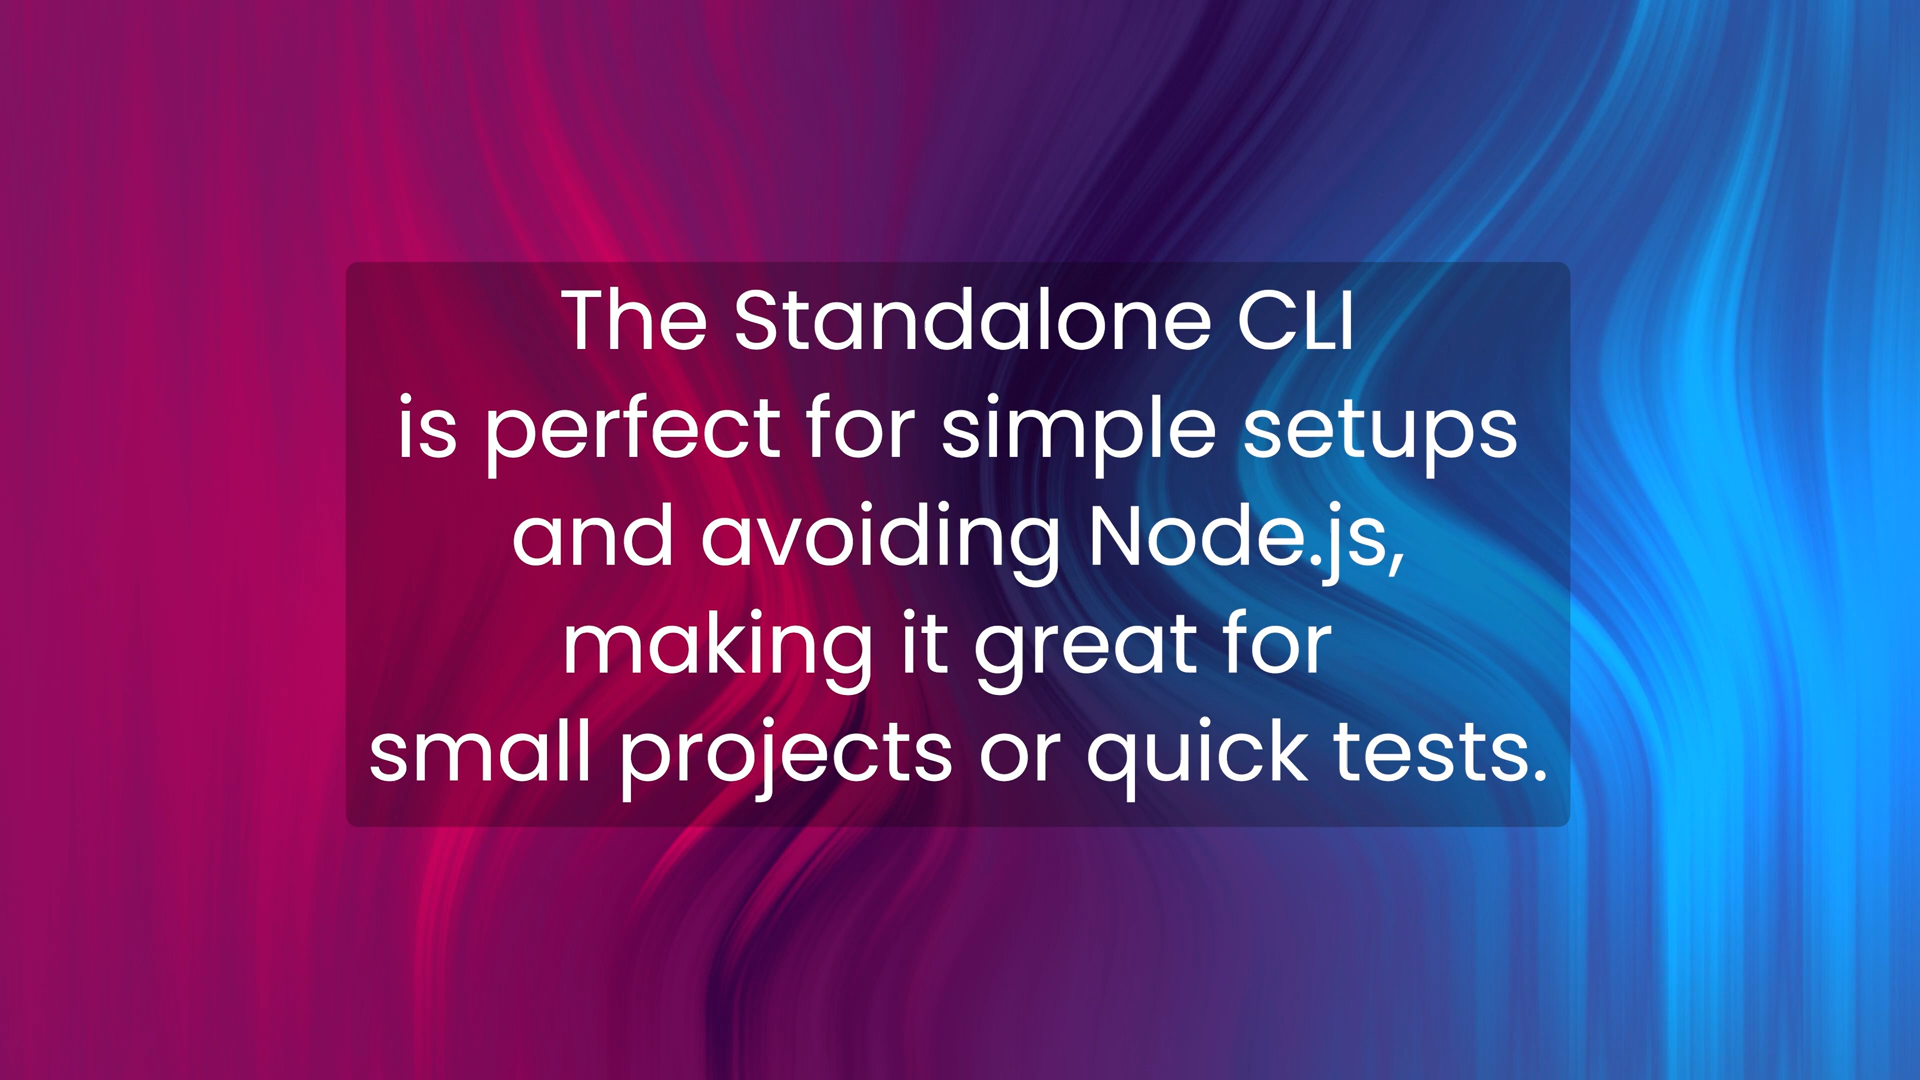 The Standalone CLI
is perfect for simple setups
and avoiding Node.js,
making it great for
small projects or quick tests.